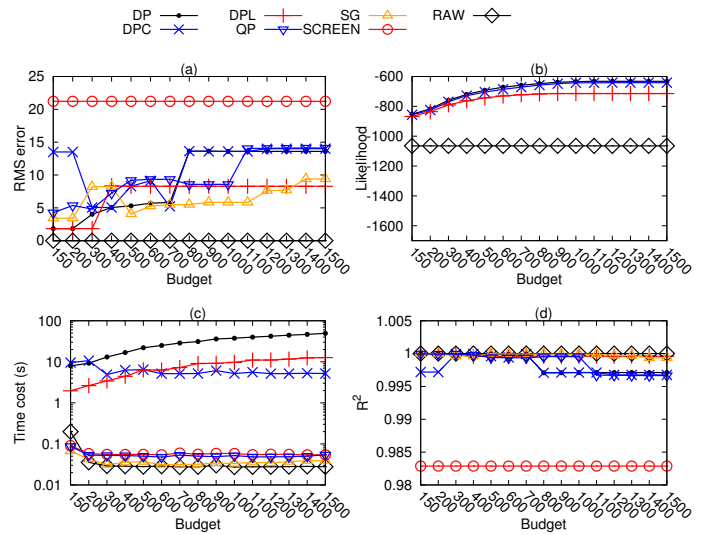 DP DPL SG RAW
DPC QP SCREEN
(a)
25
20
15
10
5
0
RMS error
150 200 300 400 500 600 700 800 900 1000 1100 1200 1300 1400 1500
Budget
(b)
-600
-800
-1000
-1200
-1400
-1600
Likelihood
150 200 300 400 500 600 700 800 900 1000 1100 1200 1300 1400 1500
Budget
(c)
100
10
1
0.1
0.01
Time cost (s)
150 200 300 400 500 600 700 800 900 1000 1100 1200 1300 1400 1500
Budget
(d)
1.005
1
0.995
0.99
0.985
0.98
R²
150 200 300 400 500 600 700 800 900 1000 1100 1200 1300 1400 1500
Budget